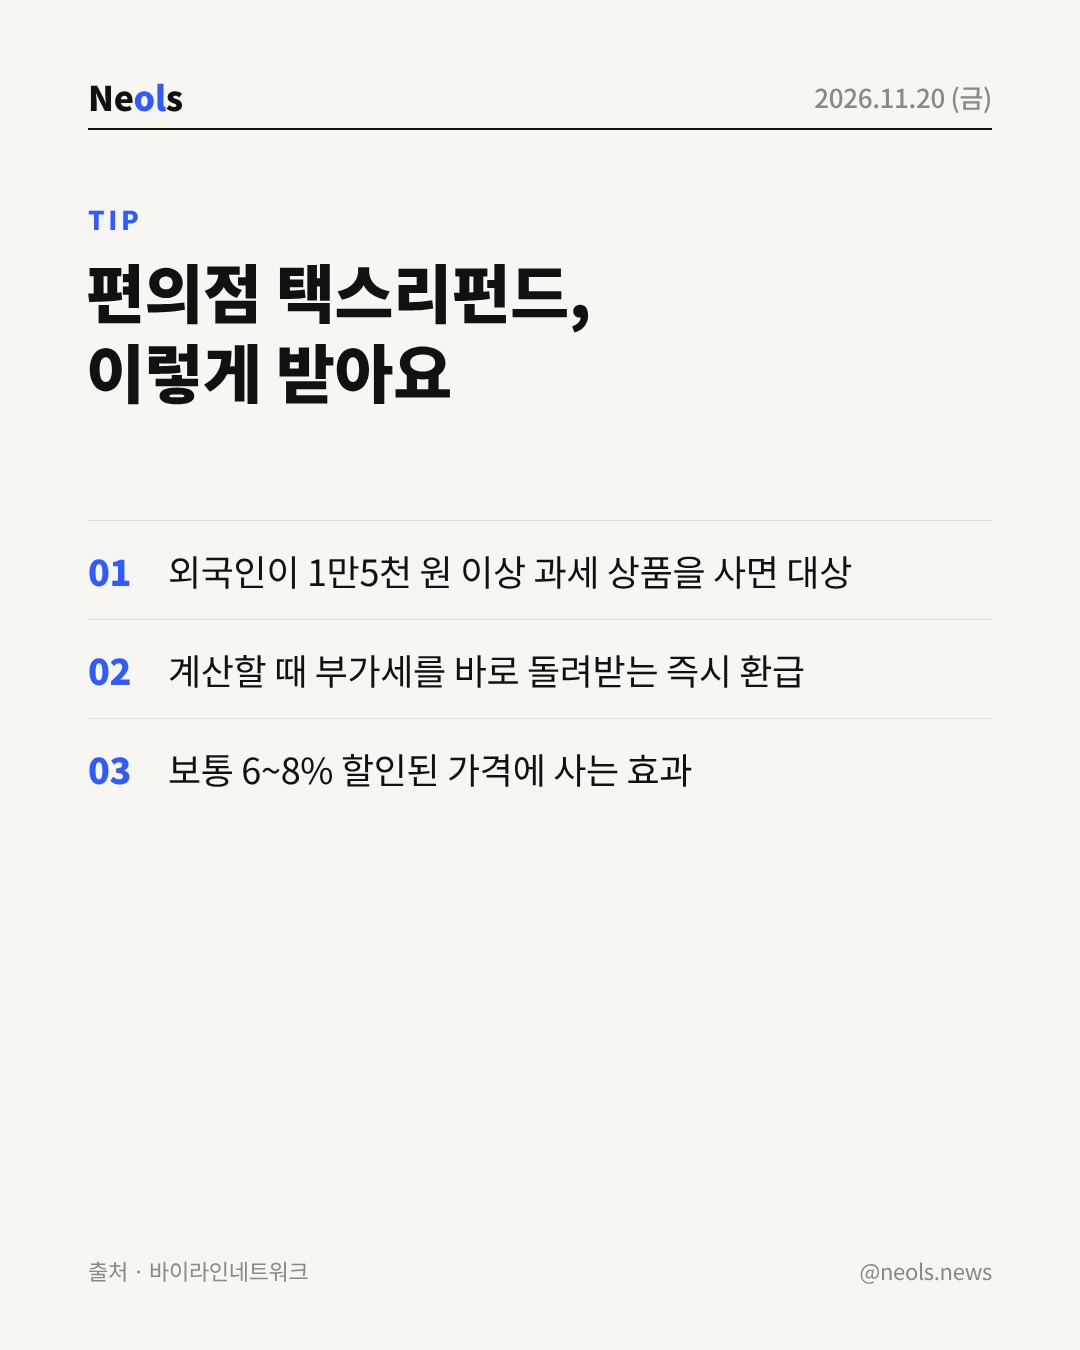 Neols
2026.11.20 (금)
TIP
편의점 택스리펀드,
이렇게 받아요
01 외국인이 1만5천 원 이상 과세 상품을 사면 대상
02 계산할 때 부가세를 바로 돌려받는 즉시 환급
03 보통 6~8% 할인된 가격에 사는 효과
출처 · 바이라인네트워크
@neols.news